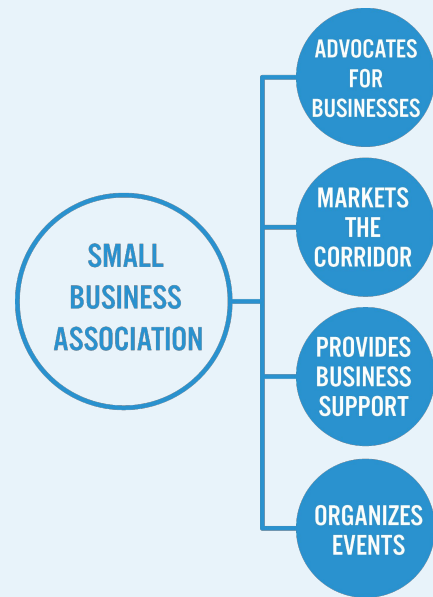 SMALL
BUSINESS
ASSOCIATION
ADVOCATES
FOR
BUSINESSES
MARKETS
THE
CORRIDOR
PROVIDES
BUSINESS
SUPPORT
ORGANIZES
EVENTS